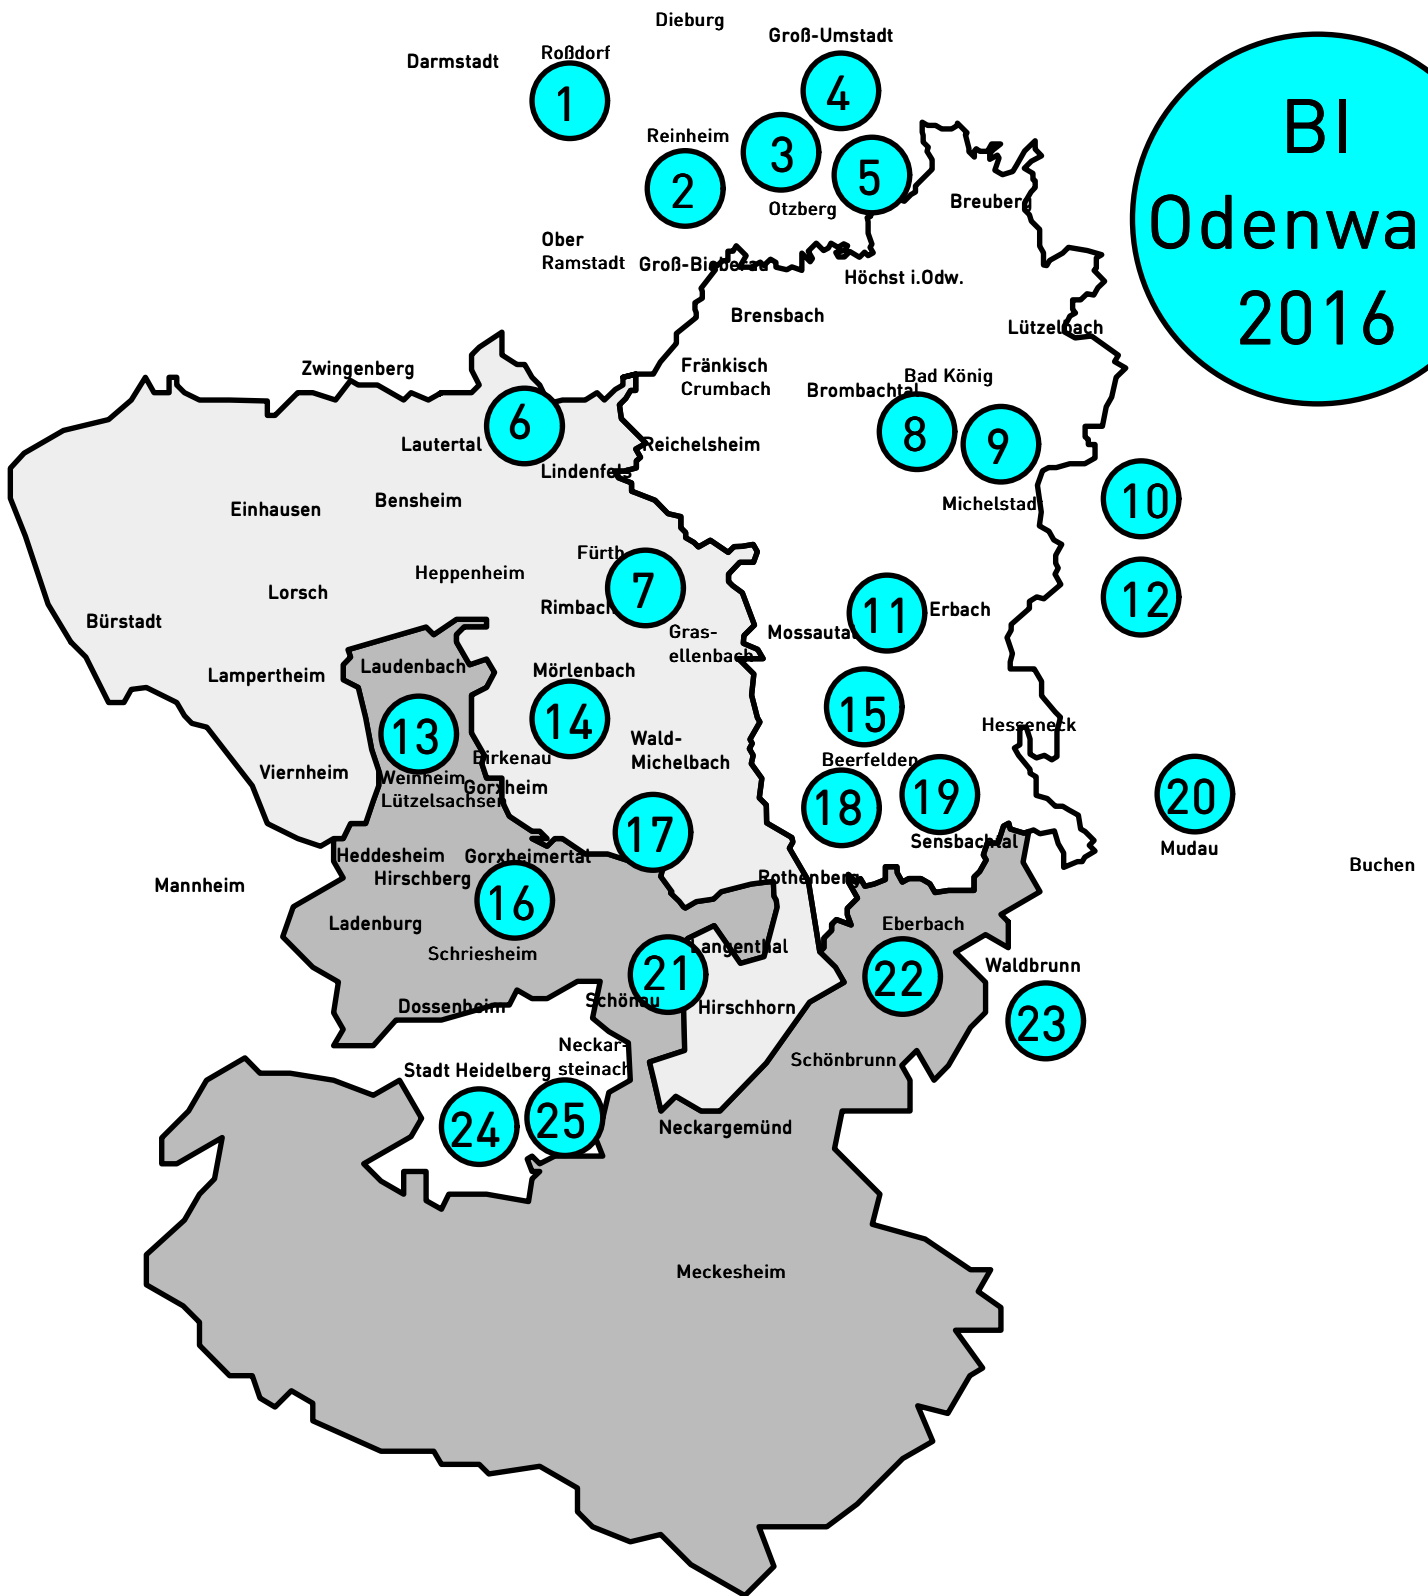 Dieburg
Groß-Umstadt
Roßdorf
Darmstadt
1
4
BI
Odenwa
2016
Reinheim
3
5
2
Otzberg
Breuberg
Ober
Ramstadt
Groß-Bieberau
Höchst i.Odw.
Brensbach
Lützelbach
Zwingenberg
Fränkisch
Crumbach
Bad König
Brombachtal
6
8
9
Lautertal
Reichelsheim
Lindenfels
Bensheim
Einhausen
Michelstadt
10
Fürth
Heppenheim
7
12
Lorsch
Rimbach
11
Erbach
Bürstadt
Gras-
ellenbach
Mossautal
Laudenbach
Mörlenbach
Lampertheim
13
14
15
Hesseneck
Wald-
Michelbach
Birkenau
Beerfelden
Viernheim
Weinheim
Gorxheim
Lützelsachsen
18
19
20
17
Sensbachtal
Mudau
Heddesheim
Gorxheimertal
Buchen
Hirschberg
Rothenberg
Mannheim
16
Ladenburg
Eberbach
Schriesheim
Langenthal
Waldbrunn
21
22
Dossenheim
Schönau
Hirschhorn
23
Neckar-
steinach
Schönbrunn
Stadt Heidelberg
24
25
Neckargemünd
Meckesheim